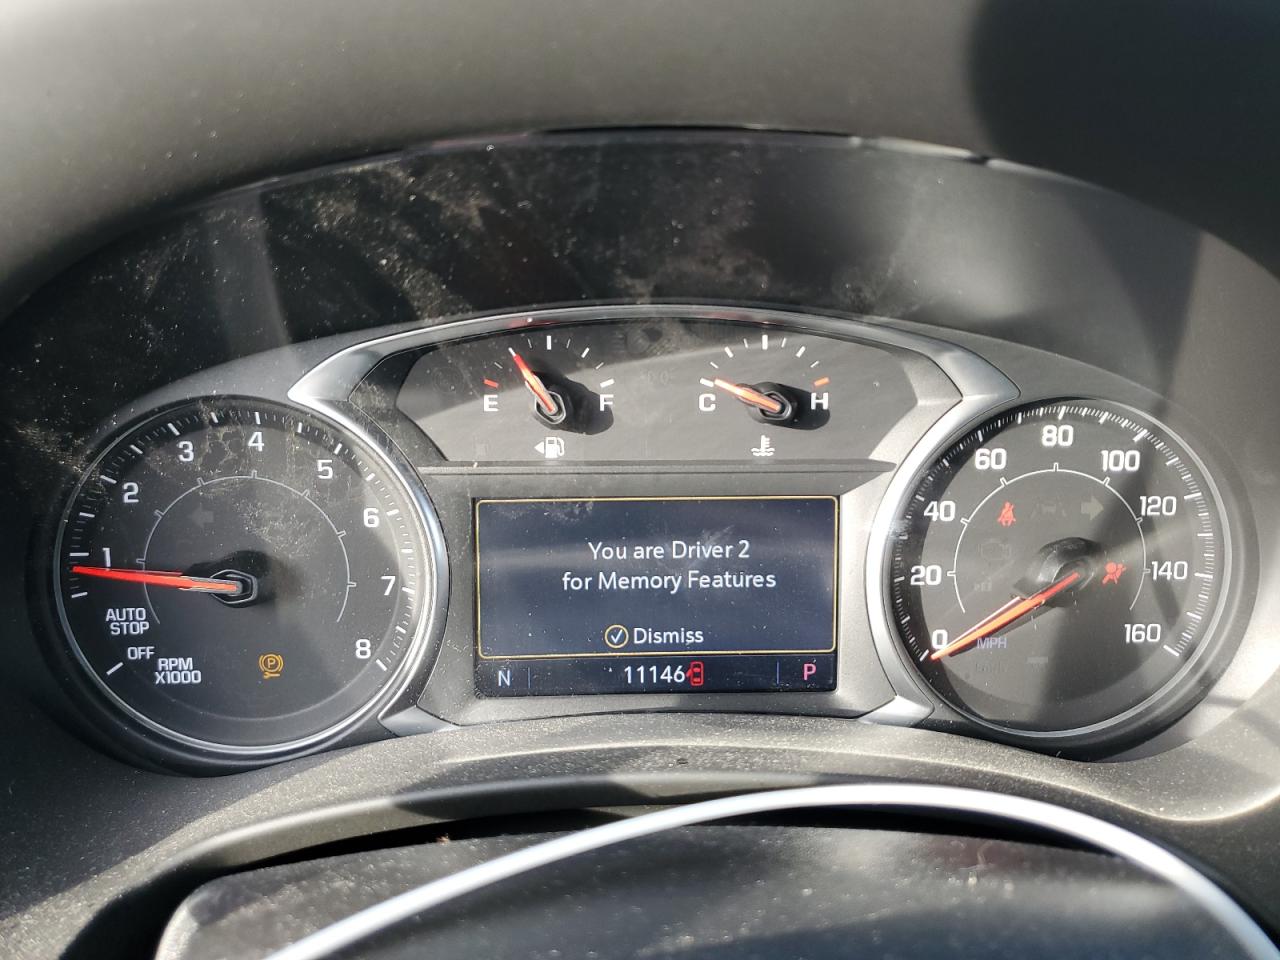 E F
C H
1 2 3 4 5 6 7 8
AUTO
STOP
OFF
RPM
X1000
P
You are Driver 2
for Memory Features
Dismiss
N 11146 P
0 20 40 60 80 100 120 140 160
MPH